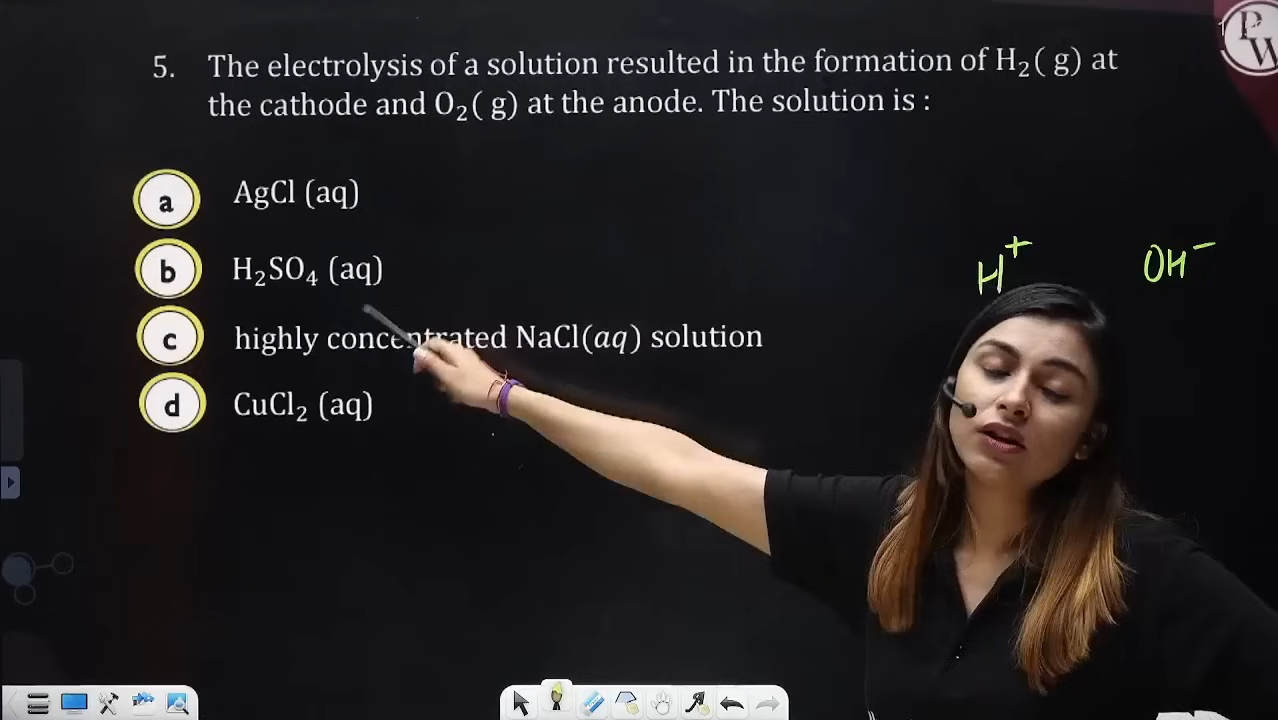 PW
5. The electrolysis of a solution resulted in the formation of H₂( g) at
the cathode and O₂( g) at the anode. The solution is :
a AgCl (aq)
b H₂SO₄ (aq)
H⁺ OH⁻
c highly concentrated NaCl(aq) solution
d CuCl₂ (aq)